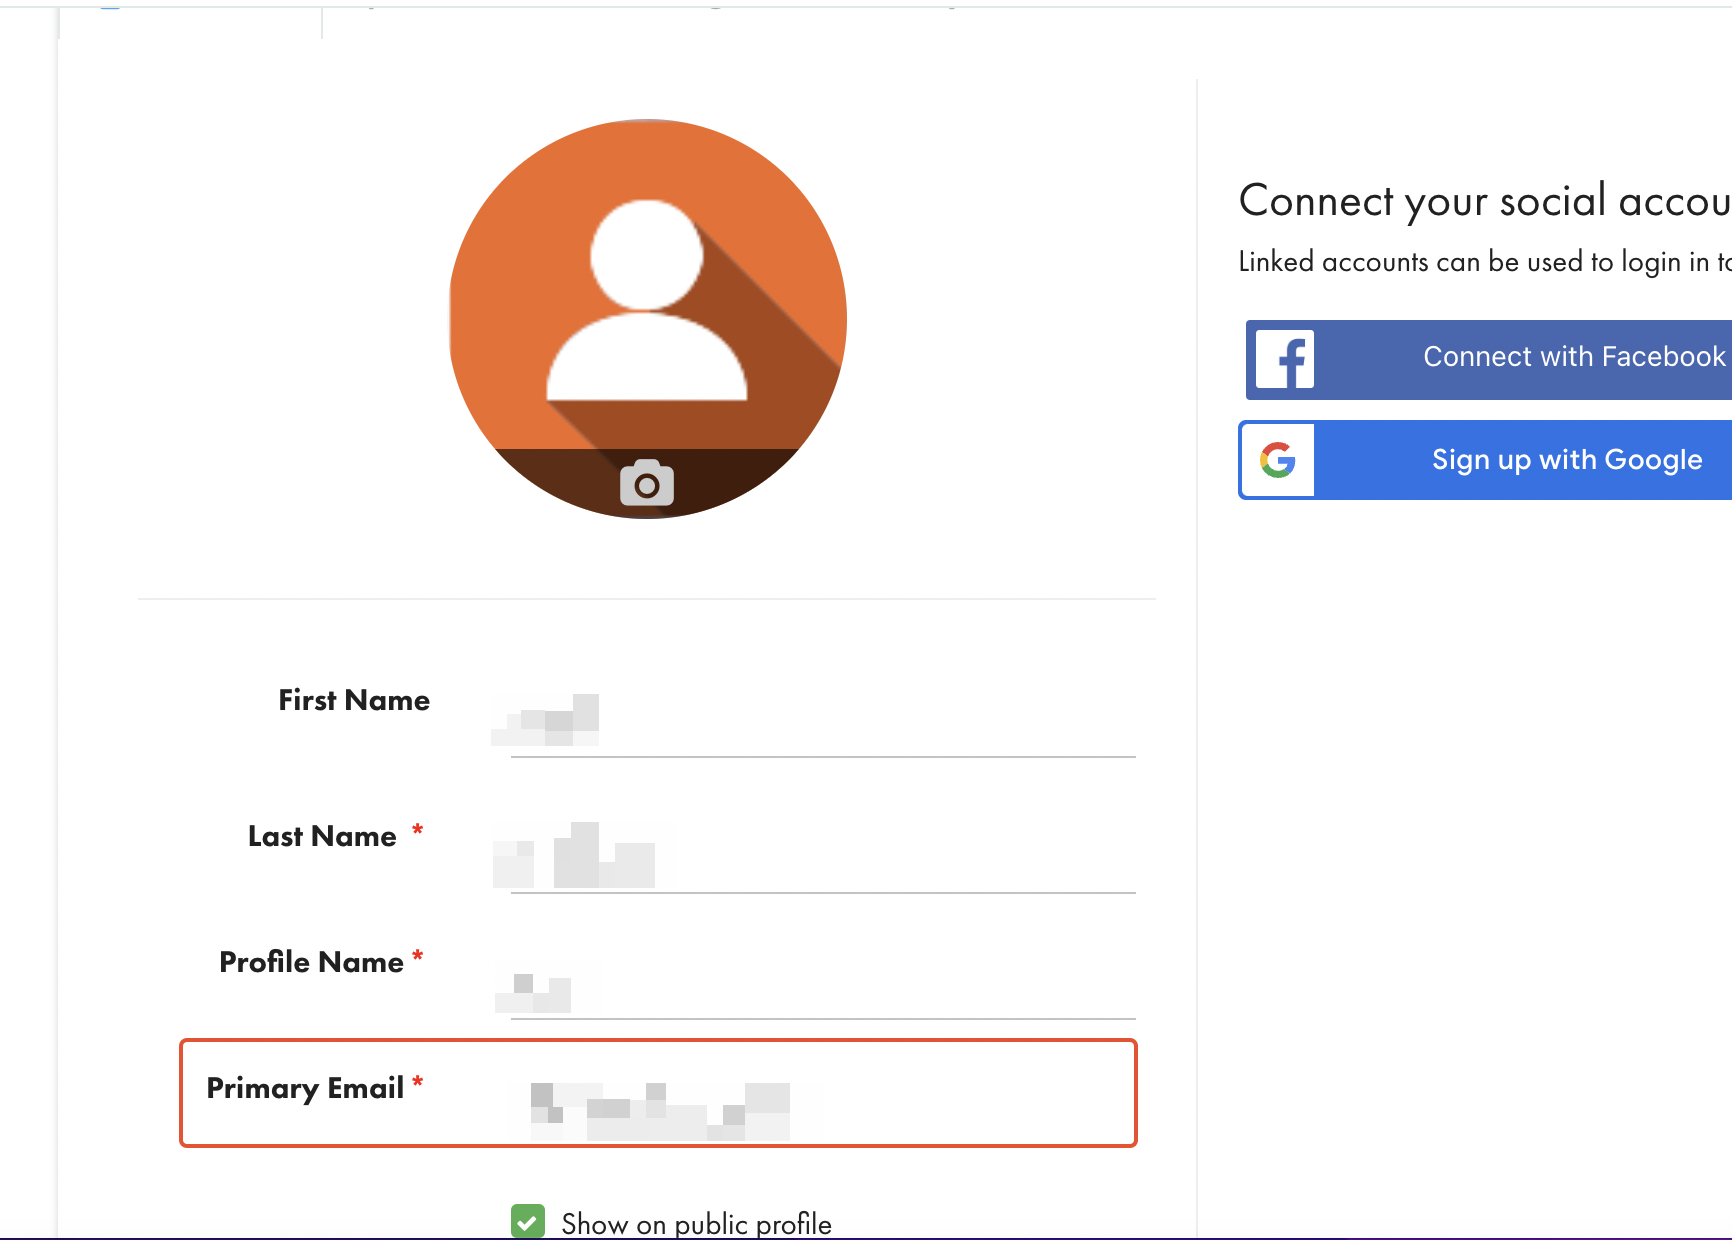 First Name
Last Name *
Profile Name *
Primary Email *
Show on public profile
Connect your social accou
Linked accounts can be used to login in to
Connect with Facebook
Sign up with Google